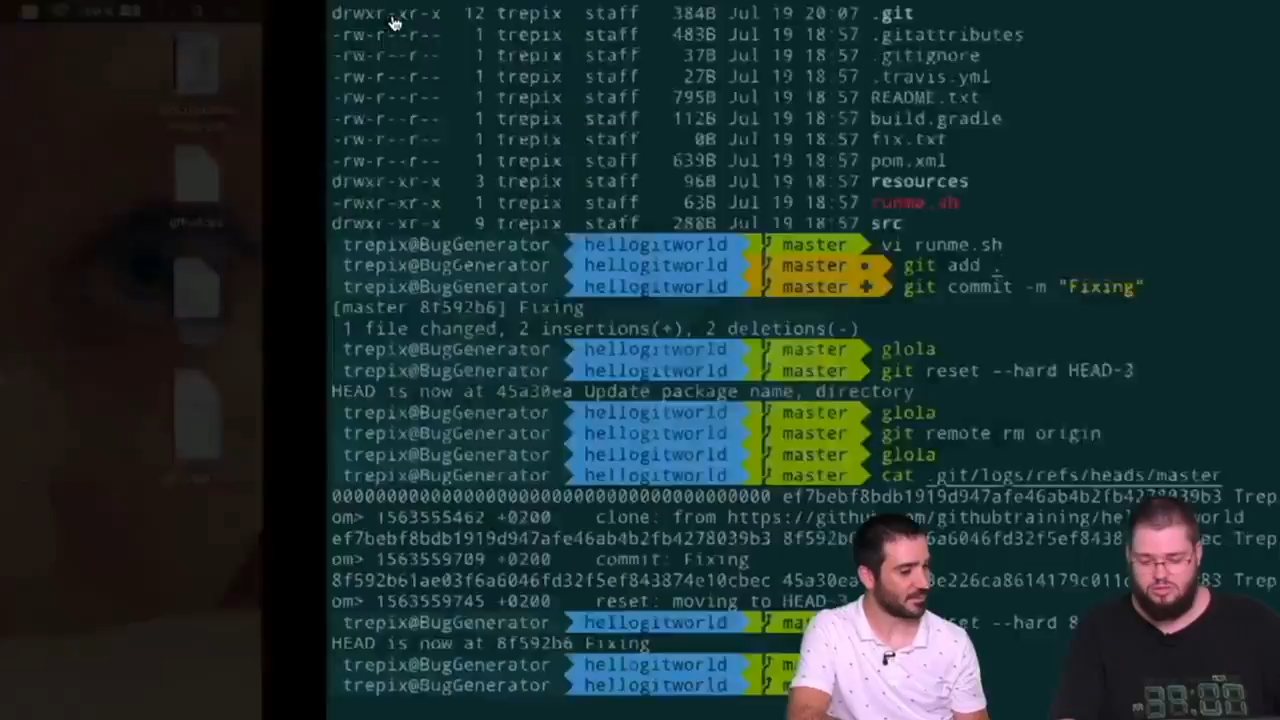 drwxr-xr-x 12 trepix staff 384B Jul 19 20:07 .git
-rw-r--r-- 1 trepix staff 483B Jul 19 18:57 .gitattributes
-rw-r--r-- 1 trepix staff 37B Jul 19 18:57 .gitignore
-rw-r--r-- 1 trepix staff 27B Jul 19 18:57 .travis.yml
-rw-r--r-- 1 trepix staff 795B Jul 19 18:57 README.txt
-rw-r--r-- 1 trepix staff 112B Jul 19 18:57 build.gradle
-rw-r--r-- 1 trepix staff 0B Jul 19 18:57 fix.txt
-rw-r--r-- 1 trepix staff 639B Jul 19 18:57 pom.xml
drwxr-xr-x 3 trepix staff 96B Jul 19 18:57 resources
-rwxr-xr-x 1 trepix staff 63B Jul 19 18:57 runme.sh
drwxr-xr-x 9 trepix staff 288B Jul 19 18:57 src
trepix@BugGenerator hellogitworld master vi runme.sh
trepix@BugGenerator hellogitworld master • git add .
trepix@BugGenerator hellogitworld master + git commit -m "Fixing"
[master 8f592b6] Fixing
1 file changed, 2 insertions(+), 2 deletions(-)
trepix@BugGenerator hellogitworld master glola
trepix@BugGenerator hellogitworld master git reset --hard HEAD~3
HEAD is now at 45a30ea Update package name, directory
trepix@BugGenerator hellogitworld master glola
trepix@BugGenerator hellogitworld master git remote rm origin
trepix@BugGenerator hellogitworld master glola
trepix@BugGenerator hellogitworld master cat .git/logs/refs/heads/master
0000000000000000000000000000000000000000 ef7bebf8bdb1919d947afe46ab4b2fb4278039b3 Trep
om> 1563555462 +0200 clone: from https://github.com/githubtraining/hellogitworld
ef7bebf8bdb1919d947afe46ab4b2fb4278039b3 8f592b61ae03f6a6046fd32f5ef8438 ec Trep
om> 1563559709 +0200 commit: Fixing
8f592b61ae03f6a6046fd32f5ef843874e10cbec 45a30ea e226ca8614179c011 83 Trep
om> 1563559745 +0200 reset: moving to HEAD~3
trepix@BugGenerator hellogitworld mas set --hard 8
HEAD is now at 8f592b6 Fixing
trepix@BugGenerator hellogitworld ma
trepix@BugGenerator hellogitworld ma